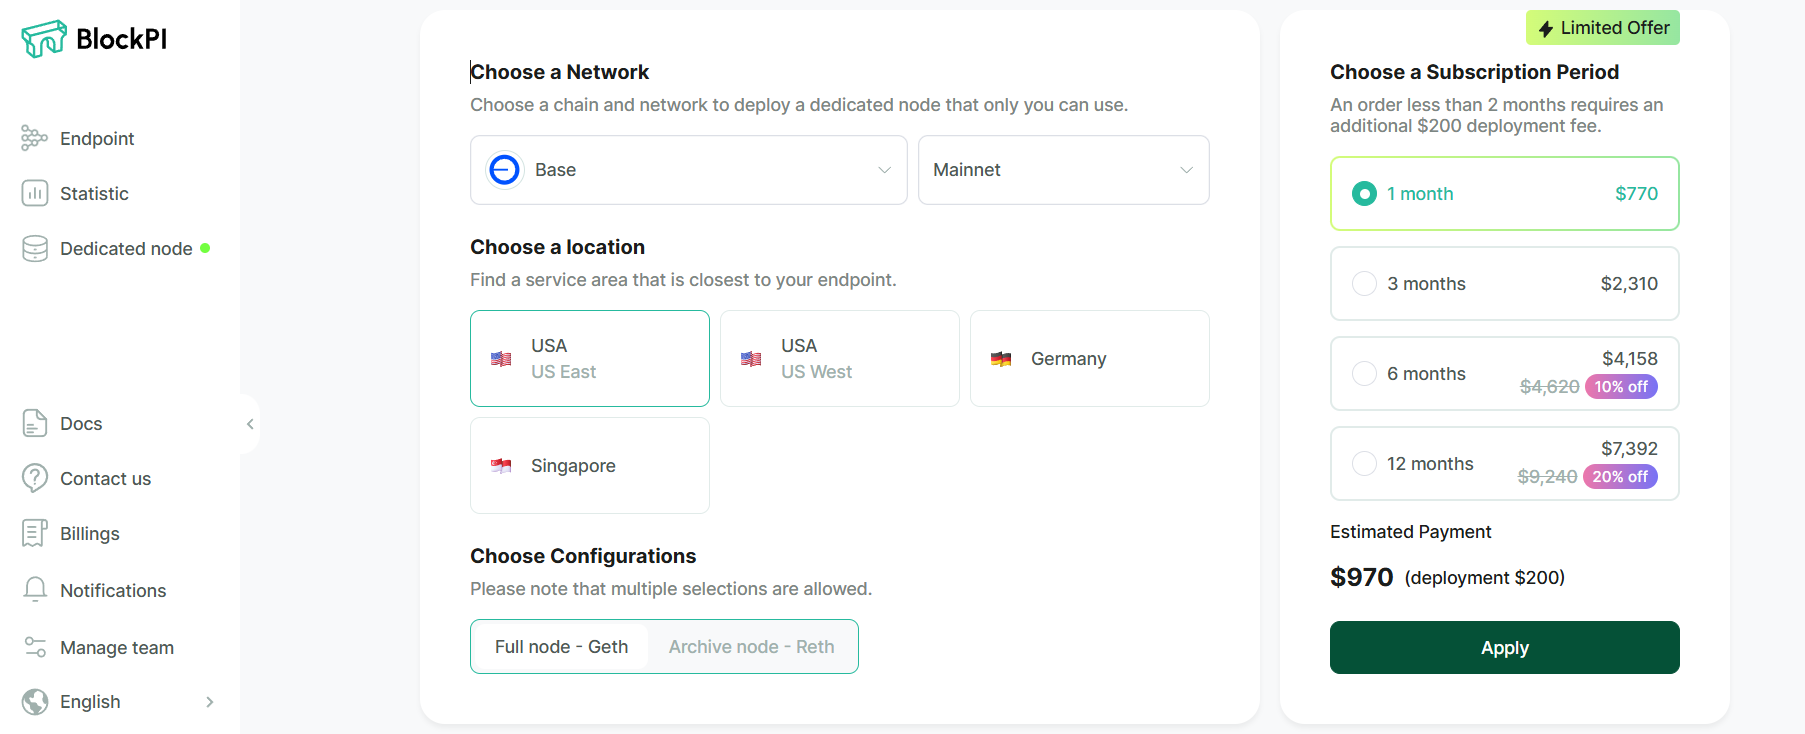 BlockPI
Endpoint
Statistic
Dedicated node
Docs
Contact us
Billings
Notifications
Manage team
English
Choose a Network
Choose a chain and network to deploy a dedicated node that only you can use.
Base
Mainnet
Choose a location
Find a service area that is closest to your endpoint.
USA
US East
USA
US West
Germany
Singapore
Choose Configurations
Please note that multiple selections are allowed.
Full node - Geth
Archive node - Reth
Limited Offer
Choose a Subscription Period
An order less than 2 months requires an
additional $200 deployment fee.
1 month $770
3 months $2,310
6 months $4,158
$4,620 10% off
12 months $7,392
$9,240 20% off
Estimated Payment
$970 (deployment $200)
Apply